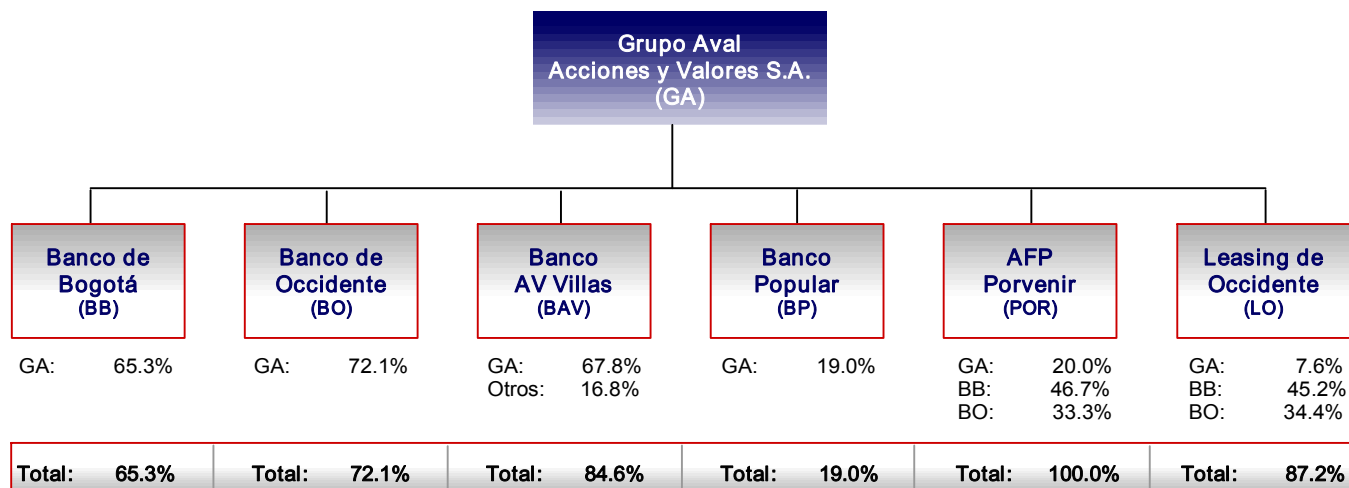 Grupo Aval
Acciones y Valores S.A.
(GA)
Banco de
Bogotá
(BB)
Banco de
Occidente
(BO)
Banco
AV Villas
(BAV)
Banco
Popular
(BP)
AFP
Porvenir
(POR)
Leasing de
Occidente
(LO)
GA: 65.3%
GA: 72.1%
GA: 67.8%
Otros: 16.8%
GA: 19.0%
GA: 20.0%
BB: 46.7%
BO: 33.3%
GA: 7.6%
BB: 45.2%
BO: 34.4%
Total: 65.3%
Total: 72.1%
Total: 84.6%
Total: 19.0%
Total: 100.0%
Total: 87.2%